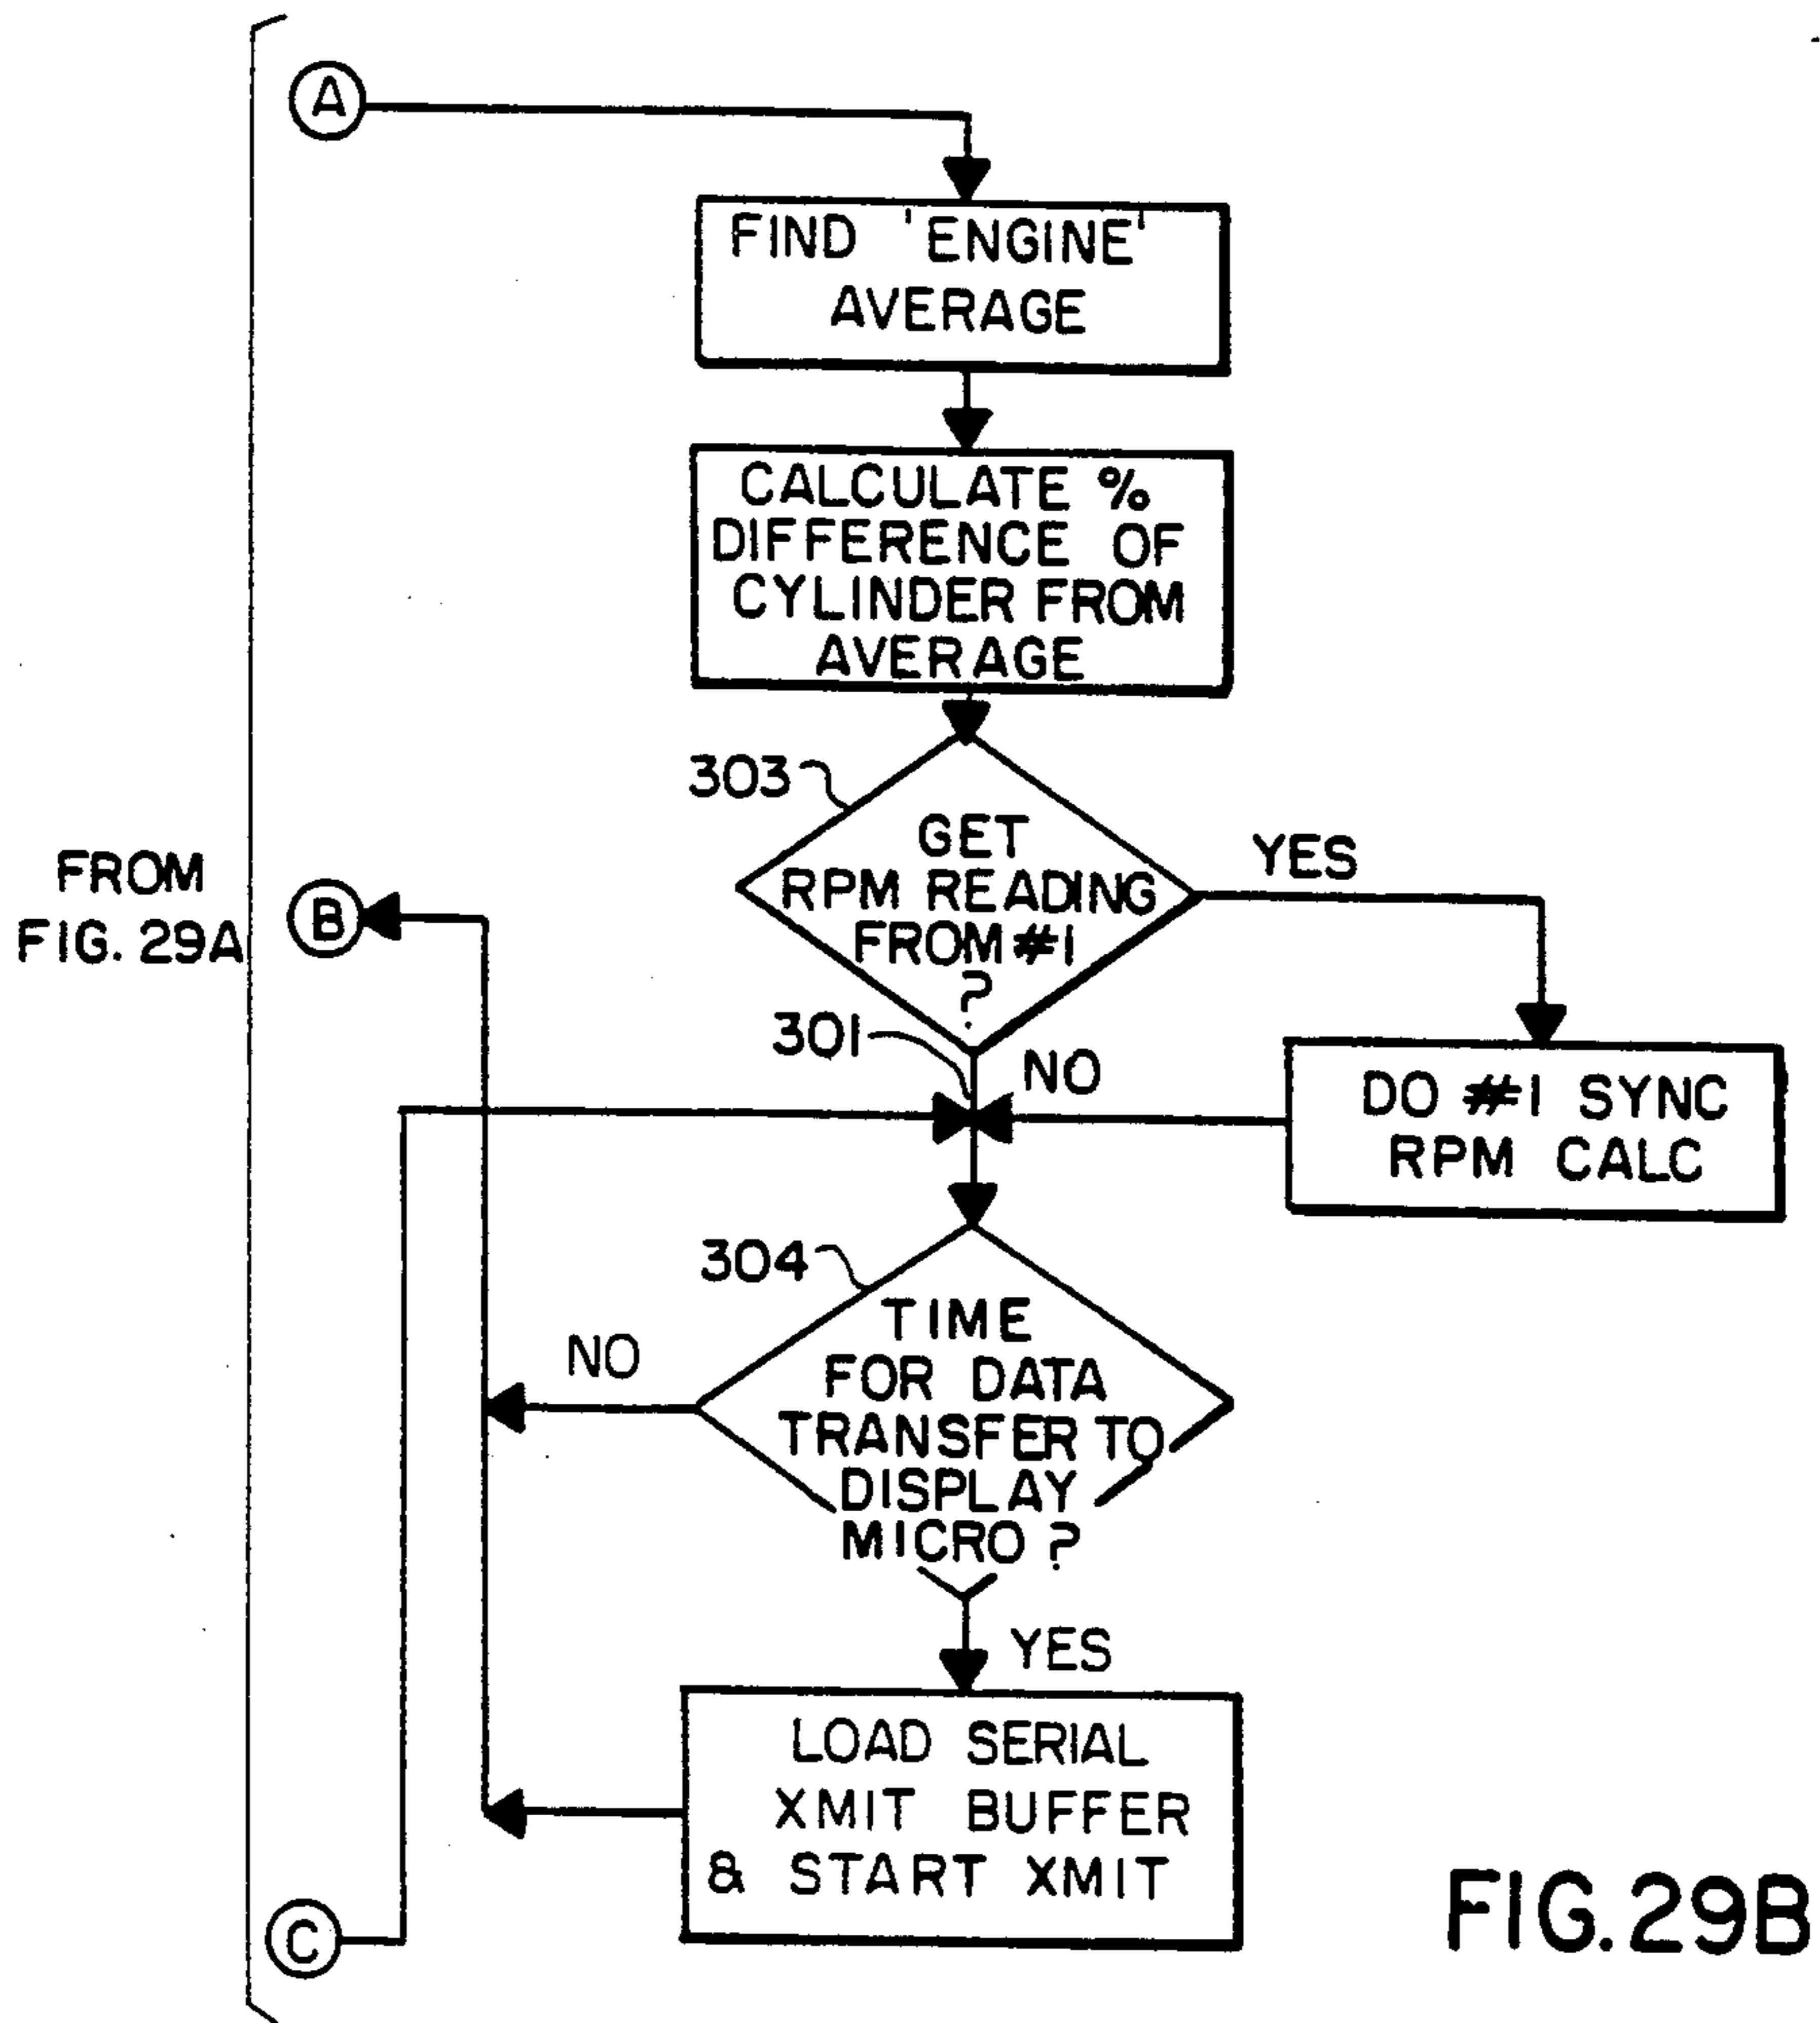 A
FIND 'ENGINE'
AVERAGE
CALCULATE %
DIFFERENCE OF
CYLINDER FROM
AVERAGE
303
GET
RPM READING
FROM #1
?
YES
FROM
FIG. 29A
B
301
NO
DO #1 SYNC
RPM CALC
304
TIME
FOR DATA
TRANSFER TO
DISPLAY
MICRO ?
NO
YES
LOAD SERIAL
XMIT BUFFER
& START XMIT
C
FIG. 29B